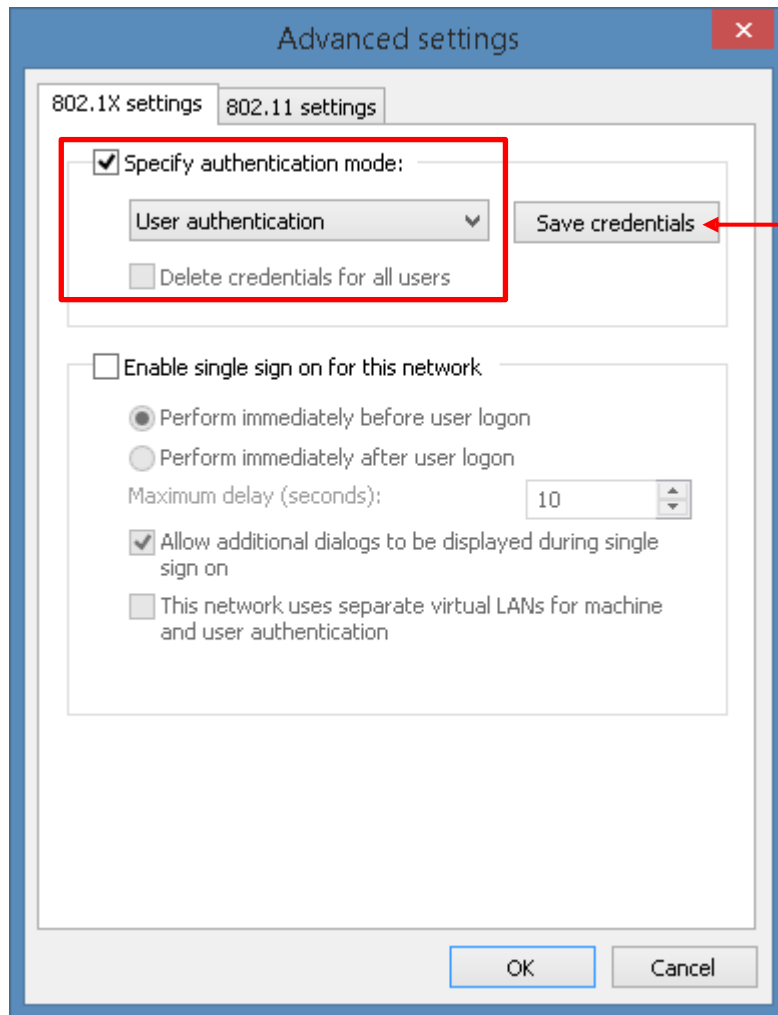 Advanced settings
802.1X settings
802.11 settings
Specify authentication mode:
User authentication
Save credentials
Delete credentials for all users
Enable single sign on for this network
Perform immediately before user logon
Perform immediately after user logon
Maximum delay (seconds):
10
Allow additional dialogs to be displayed during single
sign on
This network uses separate virtual LANs for machine
and user authentication
OK
Cancel